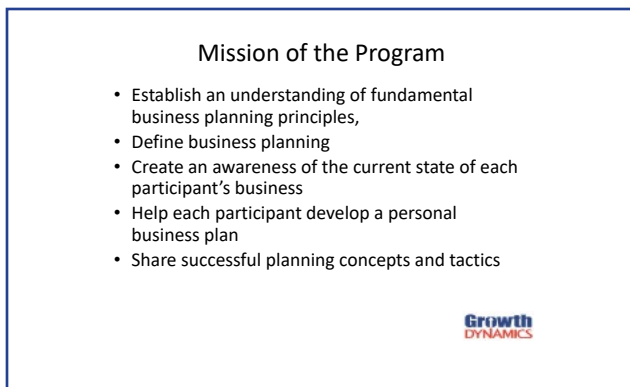 Mission of the Program
• Establish an understanding of fundamental
business planning principles,
• Define business planning
• Create an awareness of the current state of each
participant's business
• Help each participant develop a personal
business plan
• Share successful planning concepts and tactics
Growth
DYNAMICS